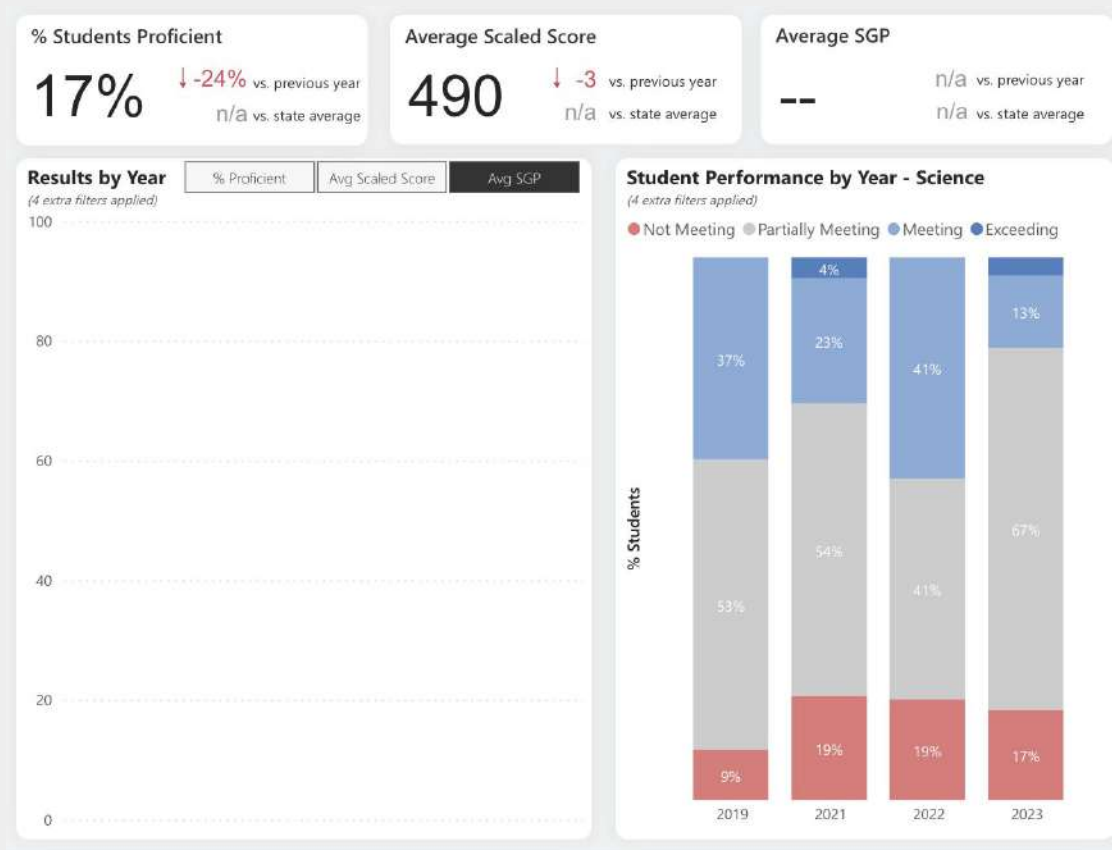 % Students Proficient
17%
↓ -24% vs. previous year
n/a vs. state average
Average Scaled Score
490
↓ -3 vs. previous year
n/a vs. state average
Average SGP
--
n/a vs. previous year
n/a vs. state average
Results by Year
% Proficient
Avg Scaled Score
Avg SGP
(4 extra filters applied)
100
80
60
40
20
0
Student Performance by Year - Science
(4 extra filters applied)
Not Meeting Partially Meeting Meeting Exceeding
% Students
37%
53%
9%
2019
4%
23%
54%
19%
2021
41%
41%
19%
2022
13%
67%
17%
2023